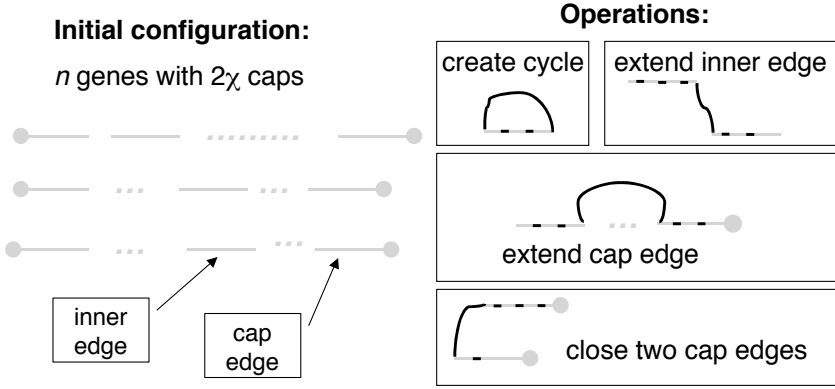 Initial configuration:
n genes with 2χ caps
inner
edge
cap
edge
Operations:
create cycle
extend inner edge
extend cap edge
close two cap edges